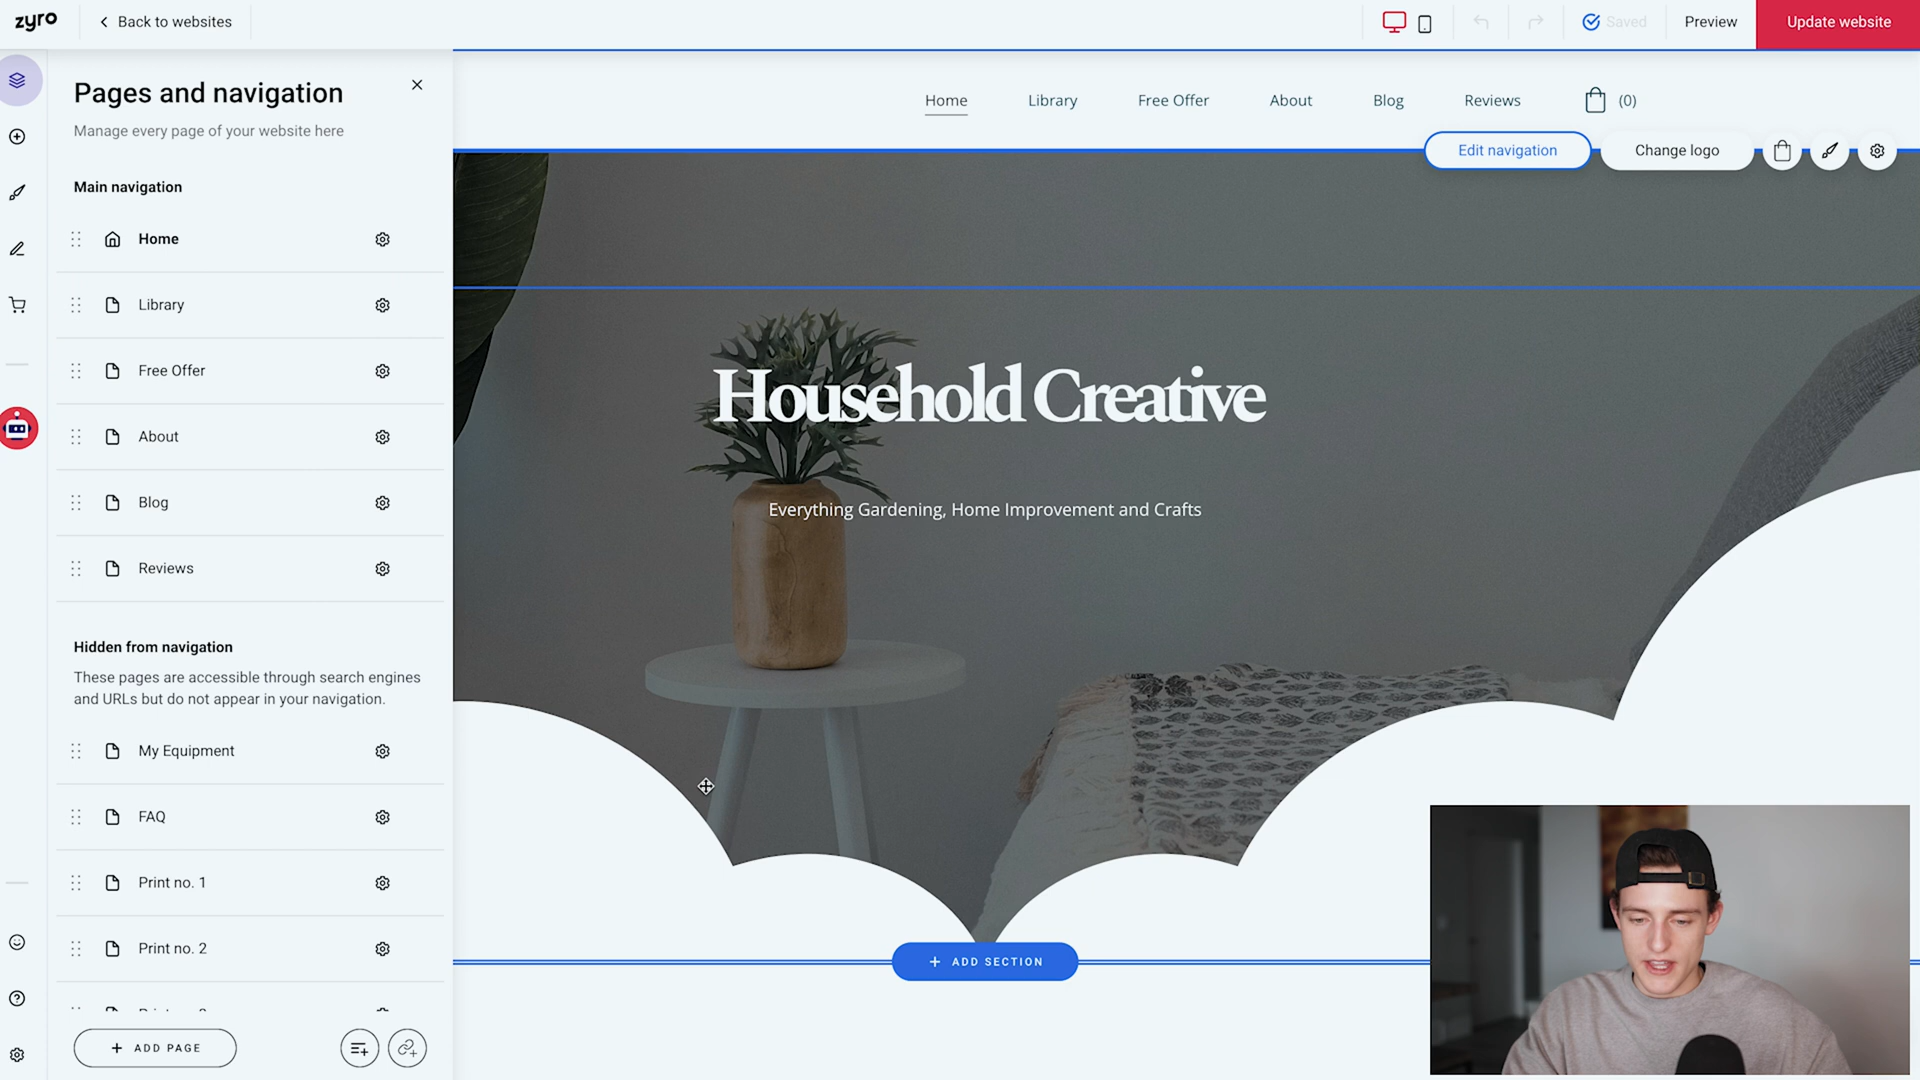 zyro
Back to websites
Saved
Preview
Update website
Pages and navigation
Manage every page of your website here
Main navigation
Home
Library
Free Offer
About
Blog
Reviews
Hidden from navigation
These pages are accessible through search engines
and URLs but do not appear in your navigation.
My Equipment
FAQ
Print no. 1
Print no. 2
ADD PAGE
Home Library Free Offer About Blog Reviews (0)
Edit navigation
Change logo
Household Creative
Everything Gardening, Home Improvement and Crafts
+ ADD SECTION